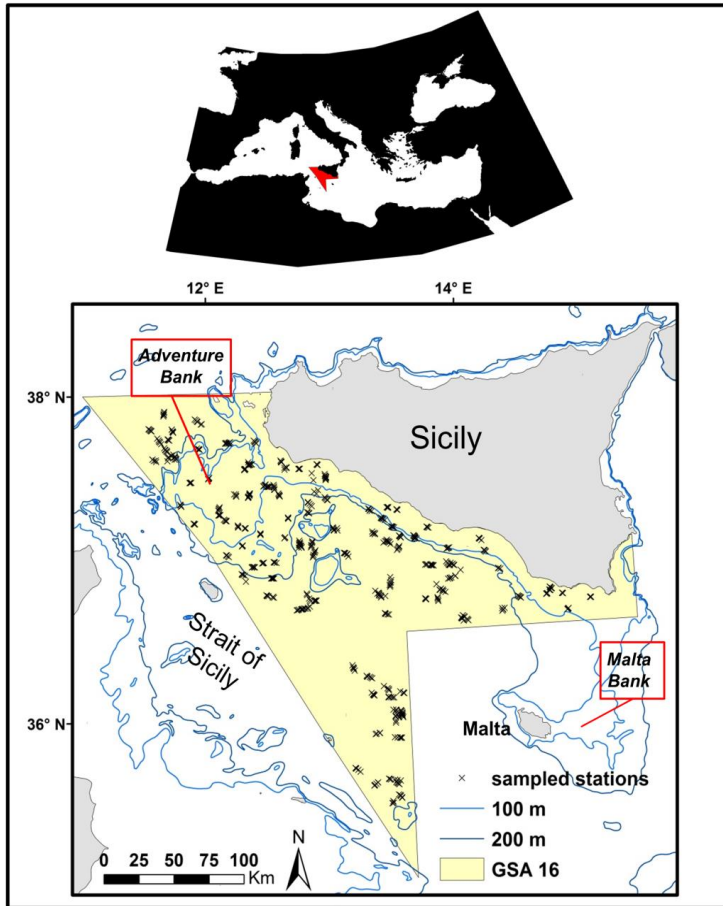 12° E
14° E
Adventure
Bank
38° N
Sicily
Strait of
Sicily
Malta
Bank
36° N
Malta
sampled stations
100 m
200 m
GSA 16
N
0 25 50 75 100
Km